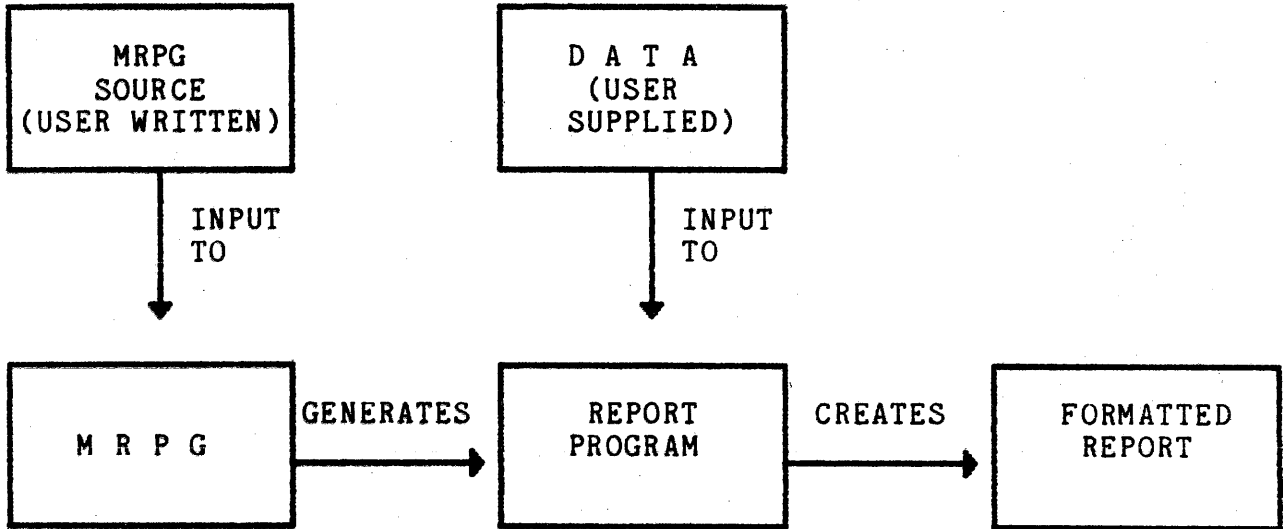 MRPG
SOURCE
(USER WRITTEN)
D A T A
(USER
SUPPLIED)
INPUT
TO
INPUT
TO
M R P G
GENERATES
REPORT
PROGRAM
CREATES
FORMATTED
REPORT